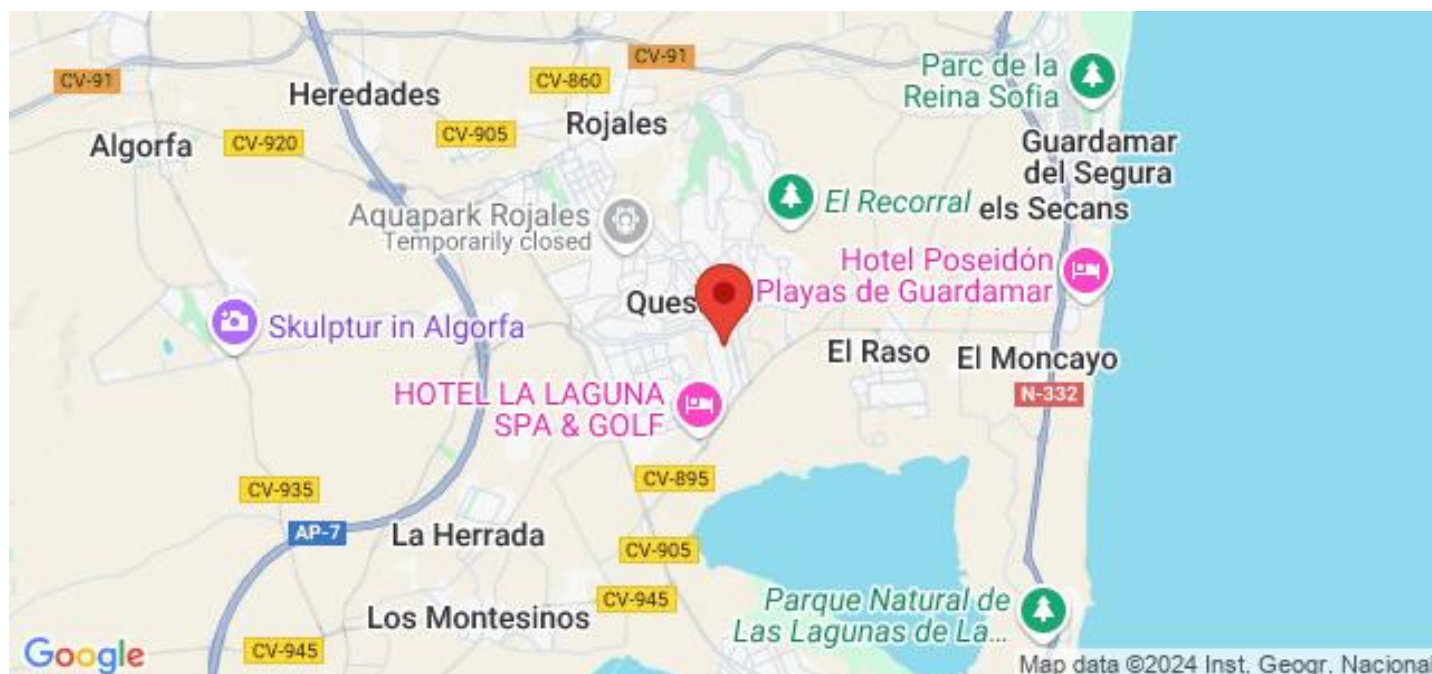 CV-91
CV-91
CV-860
Parc de la
Reina Sofia
Heredades
CV-905
Rojales
Algorfa
CV-920
Guardamar
del Segura
El Recorral
els Secans
Aquapark Rojales
Temporarily closed
Hotel Poseidón
Playas de Guardamar
Ques
Skulptur in Algorfa
El Raso
El Moncayo
HOTEL LA LAGUNA
SPA & GOLF
N-332
CV-895
CV-935
AP-7
La Herrada
CV-905
CV-945
Los Montesinos
Parque Natural de
Las Lagunas de La...
CV-945
Google
Map data ©2024 Inst. Geogr. Nacional